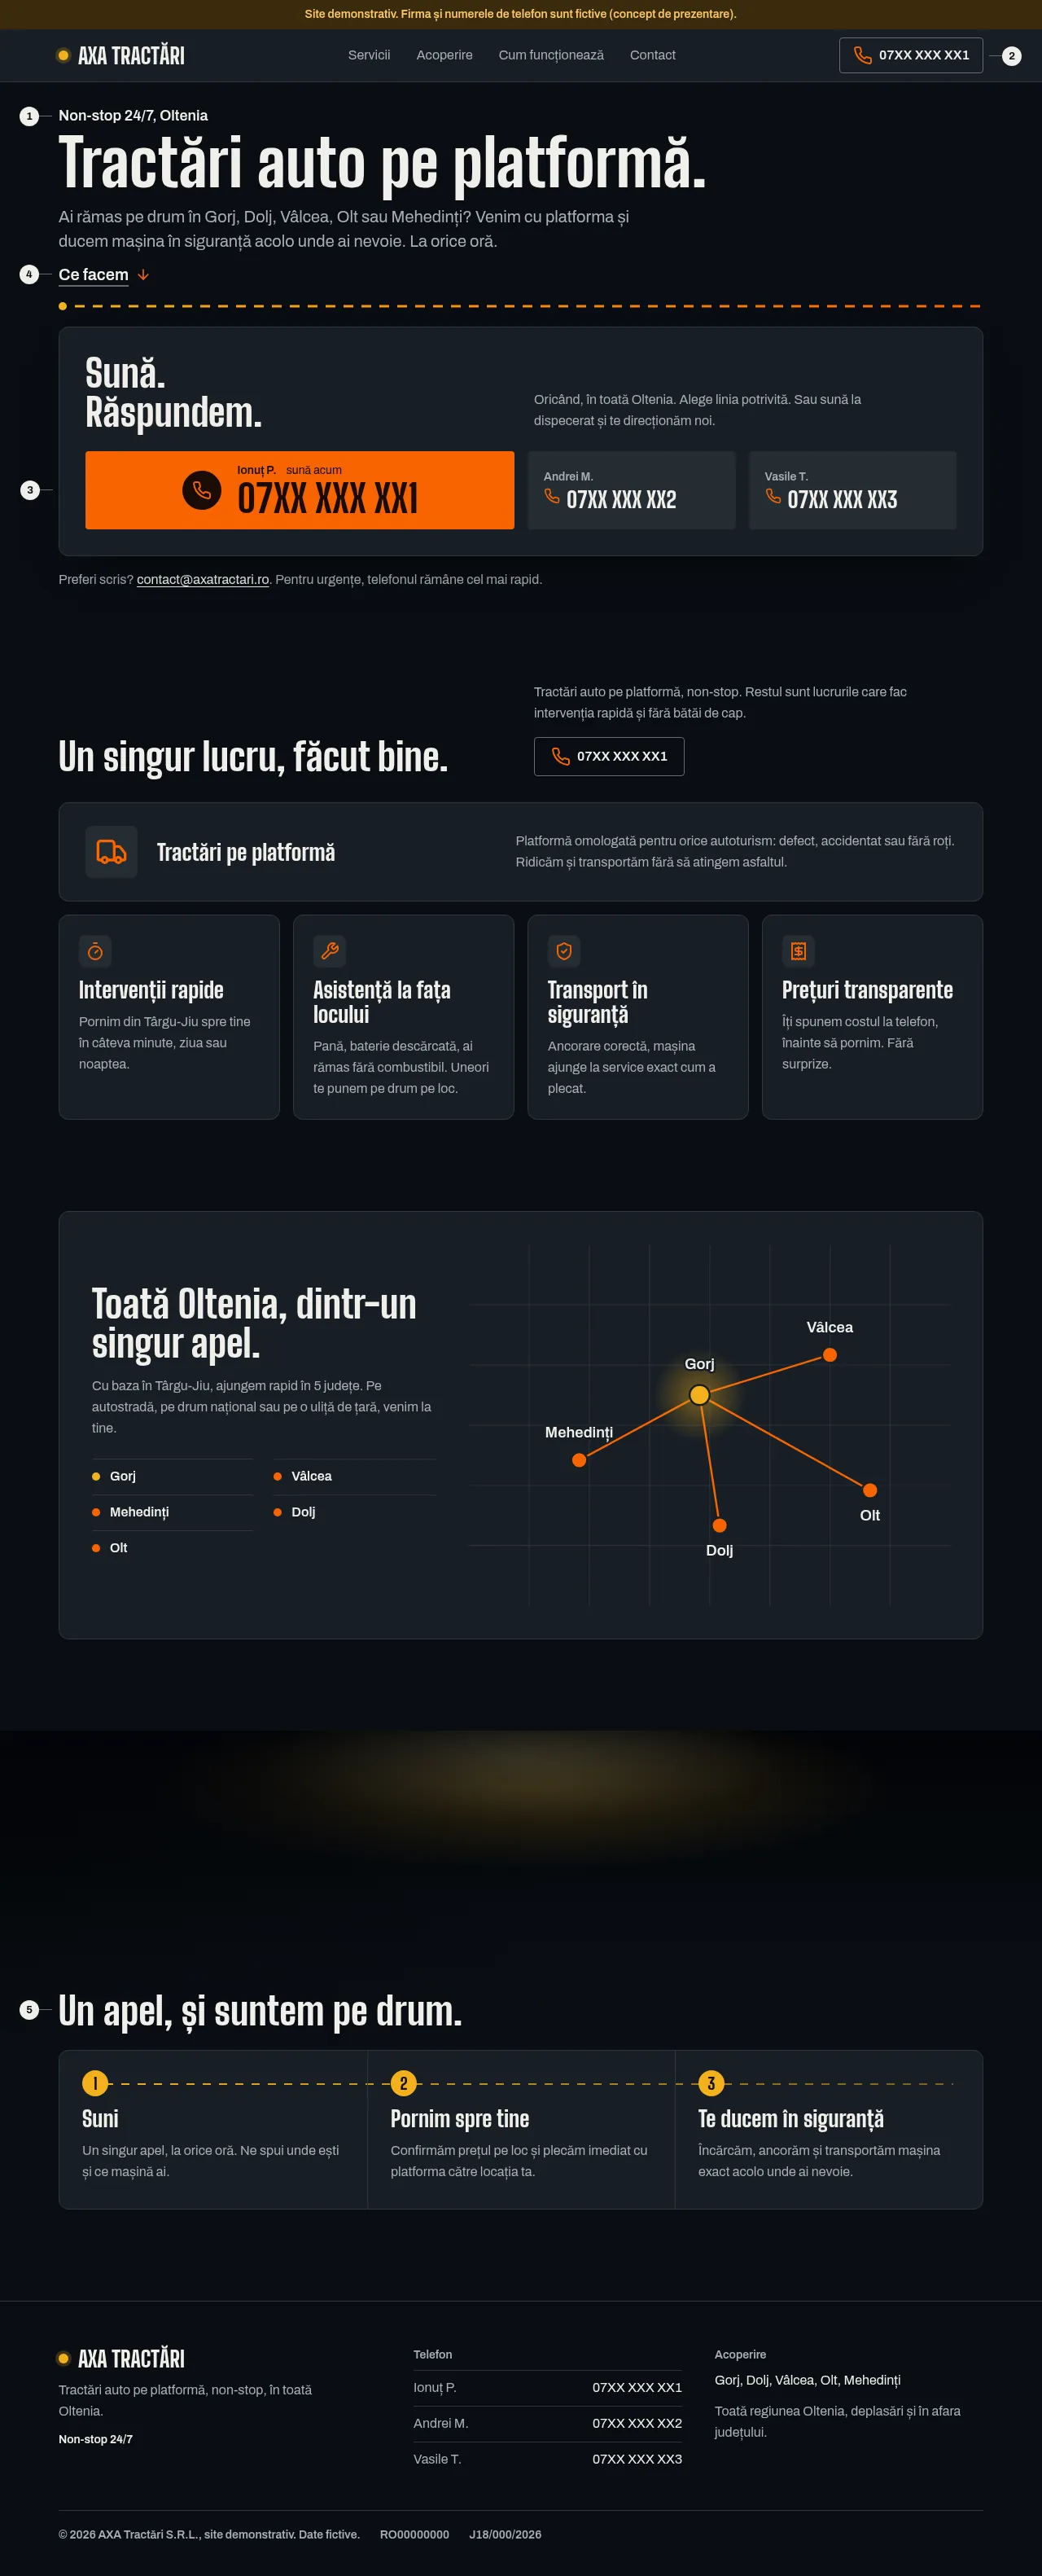 Site demonstrativ. Firma și numerele de telefon sunt fictive (concept de prezentare).
AXA TRACTĂRI
Servicii
Acoperire
Cum funcționează
Contact
07XX XXX XX1
2
1
Non-stop 24/7, Oltenia
Tractări auto pe platformă.
Ai rămas pe drum în Gorj, Dolj, Vâlcea, Olt sau Mehedinți? Venim cu platforma și
ducem mașina în siguranță acolo unde ai nevoie. La orice oră.
4
Ce facem
Sună.
Răspundem.
Oricând, în toată Oltenia. Alege linia potrivită. Sau sună la
dispecerat și te direcționăm noi.
3
Ionuț P. sună acum
07XX XXX XX1
Andrei M.
07XX XXX XX2
Vasile T.
07XX XXX XX3
Preferi scris? contact@axatractari.ro. Pentru urgențe, telefonul rămâne cel mai rapid.
Un singur lucru, făcut bine.
Tractări auto pe platformă, non-stop. Restul sunt lucrurile care fac
intervenția rapidă și fără bătăi de cap.
07XX XXX XX1
Tractări pe platformă
Platformă omologată pentru orice autoturism: defect, accidentat sau fără roți.
Ridicăm și transportăm fără să atingem asfaltul.
Intervenții rapide
Pornim din Târgu-Jiu spre tine
în câteva minute, ziua sau
noaptea.
Asistență la fața
locului
Pană, baterie descărcată, ai
rămas fără combustibil. Uneori
te punem pe drum pe loc.
Transport în
siguranță
Ancorare corectă, mașina
ajunge la service exact cum a
plecat.
Prețuri transparente
Îți spunem costul la telefon,
înainte să pornim. Fără
surprize.
Toată Oltenia, dintr-un
singur apel.
Cu baza în Târgu-Jiu, ajungem rapid în 5 județe. Pe
autostradă, pe drum național sau pe o uliță de țară, venim la
tine.
Gorj
Vâlcea
Mehedinți
Dolj
Olt
Vâlcea
Gorj
Mehedinți
Olt
Dolj
5
Un apel, și suntem pe drum.
1
Suni
Un singur apel, la orice oră. Ne spui unde ești
și ce mașină ai.
2
Pornim spre tine
Confirmăm prețul pe loc și plecăm imediat cu
platforma către locația ta.
3
Te ducem în siguranță
Încărcăm, ancorăm și transportăm mașina
exact acolo unde ai nevoie.
AXA TRACTĂRI
Tractări auto pe platformă, non-stop, în toată
Oltenia.
Non-stop 24/7
Telefon
Ionuț P. 07XX XXX XX1
Andrei M. 07XX XXX XX2
Vasile T. 07XX XXX XX3
Acoperire
Gorj, Dolj, Vâlcea, Olt, Mehedinți
Toată regiunea Oltenia, deplasări și în afara
județului.
© 2026 AXA Tractări S.R.L., site demonstrativ. Date fictive. RO00000000 J18/000/2026